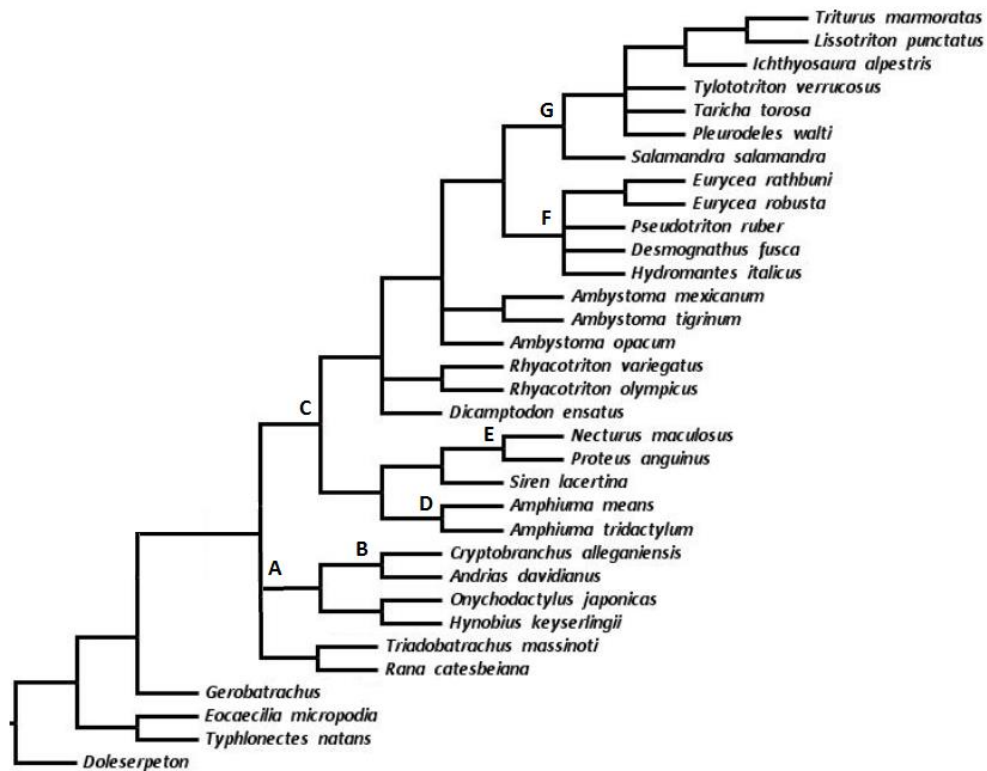 Triturus marmoratas
Lissotriton punctatus
Ichthyosaura alpestris
Tylototriton verrucosus
G
Taricha torosa
Pleurodeles walti
Salamandra salamandra
Eurycea rathbuni
Eurycea robusta
F
Pseudotriton ruber
Desmognathus fusca
Hydromantes italicus
Ambystoma mexicanum
Ambystoma tigrinum
Ambystoma opacum
Rhyacotriton variegatus
Rhyacotriton olympicus
C
Dicamptodon ensatus
E
Necturus maculosus
Proteus anguinus
Siren lacertina
D
Amphiuma means
Amphiuma tridactylum
B
Cryptobranchus alleganiensis
A
Andrias davidianus
Onychodactylus japonicas
Hynobius keyserlingii
Triadobatrachus massinoti
Rana catesbeiana
Gerobatrachus
Eocaecilia micropodia
Typhlonectes natans
Doleserpeton